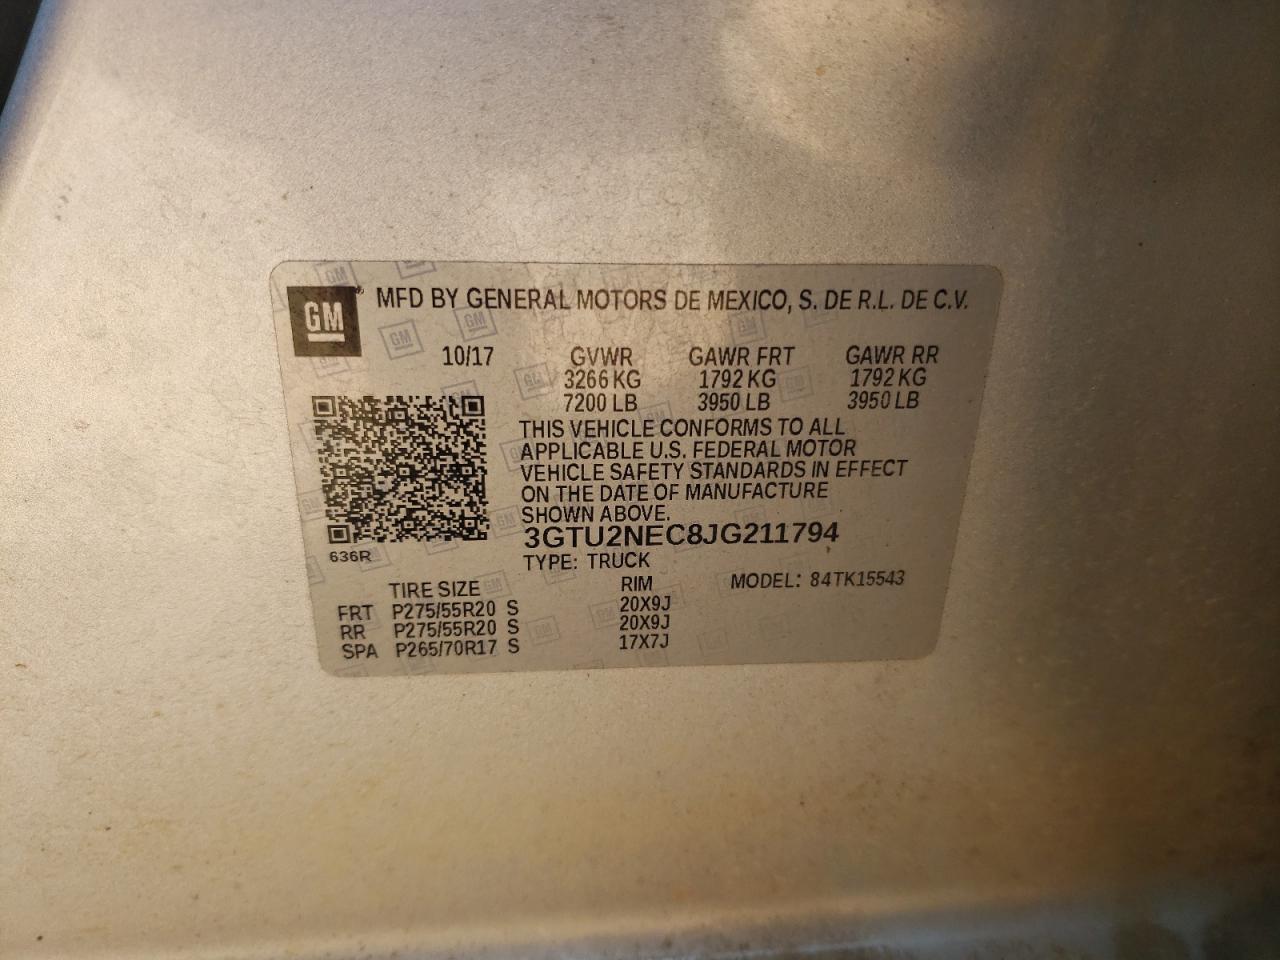 GM® MFD BY GENERAL MOTORS DE MEXICO, S. DE R.L. DE C.V.
10/17 GVWR GAWR FRT GAWR RR
3266 KG 1792 KG 1792 KG
7200 LB 3950 LB 3950 LB
THIS VEHICLE CONFORMS TO ALL
APPLICABLE U.S. FEDERAL MOTOR
VEHICLE SAFETY STANDARDS IN EFFECT
ON THE DATE OF MANUFACTURE
SHOWN ABOVE.
3GTU2NEC8JG211794
636R
TYPE: TRUCK
TIRE SIZE RIM MODEL: 84TK15543
FRT P275/55R20 S 20X9J
RR P275/55R20 S 20X9J
SPA P265/70R17 S 17X7J